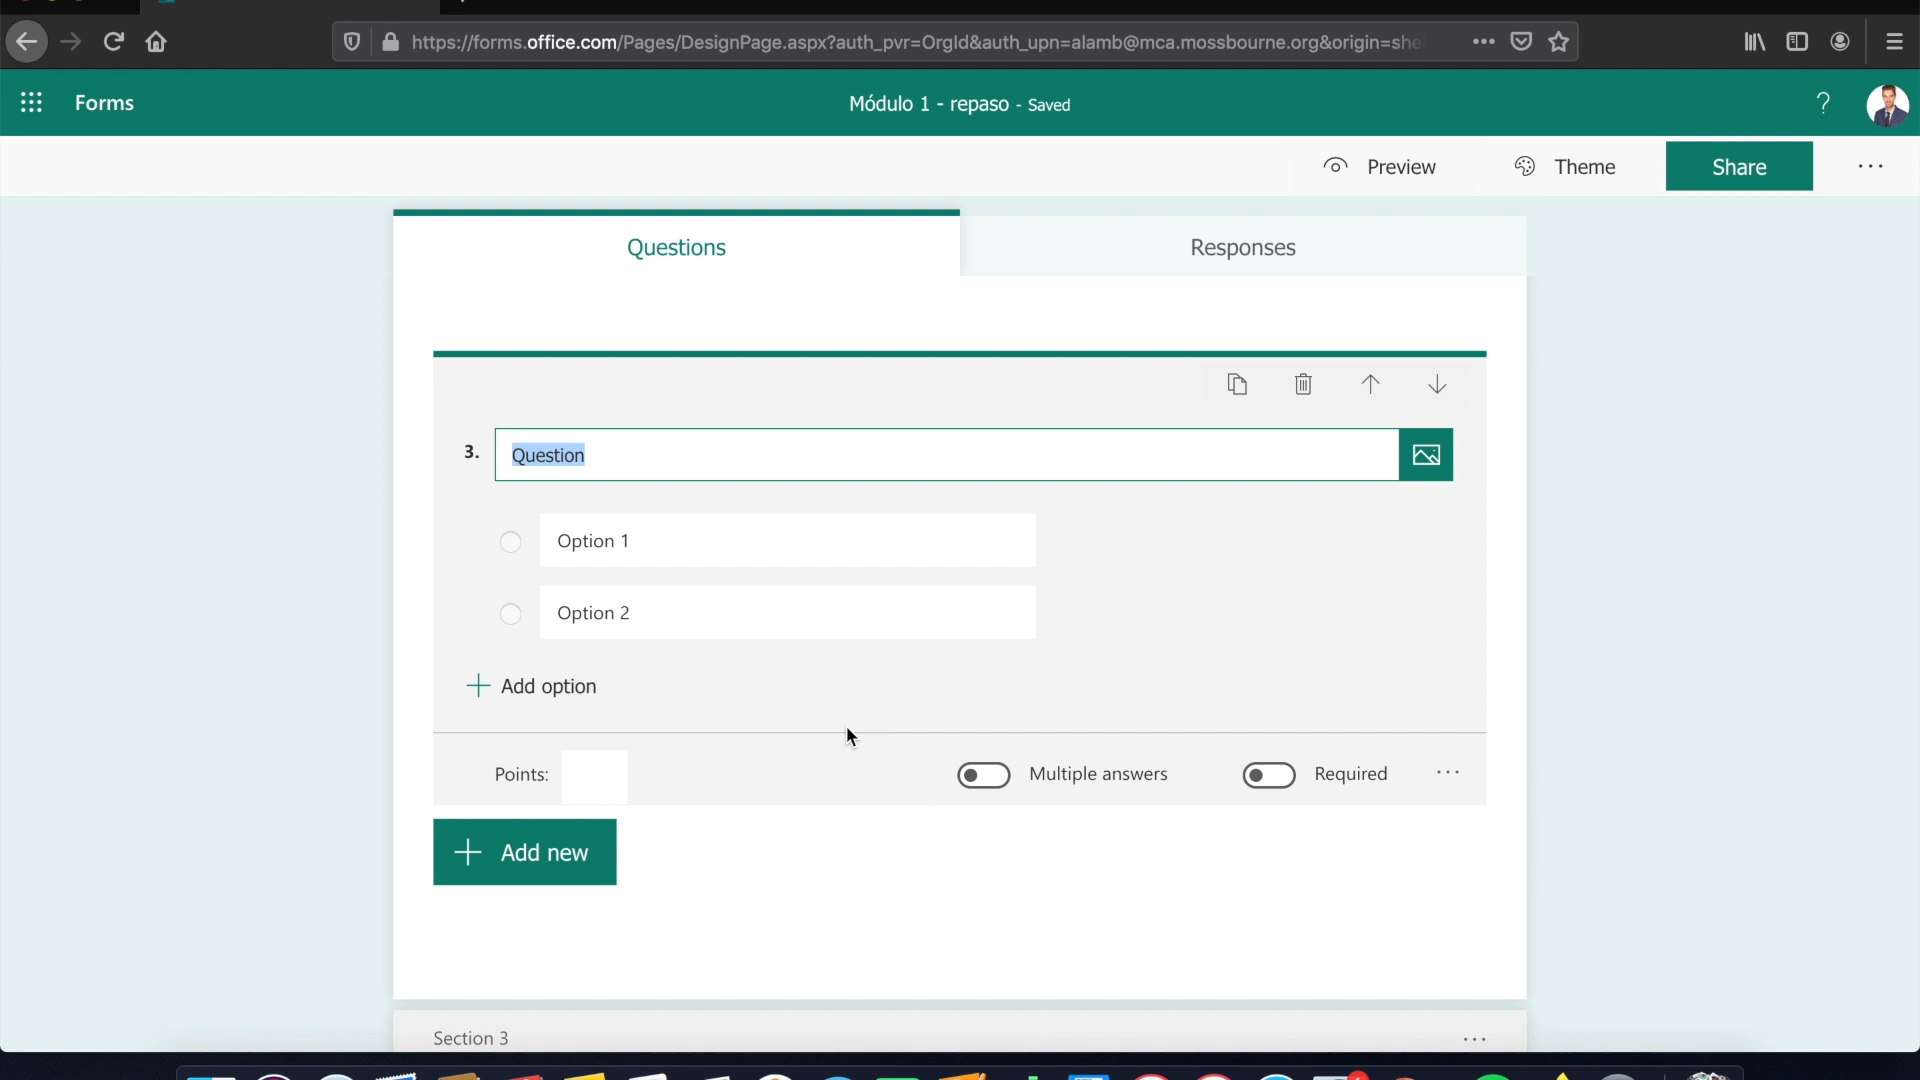 https://forms.office.com/Pages/DesignPage.aspx?auth_pvr=OrgId&auth_upn=alamb@mca.mossbourne.org&origin=she
Forms
Módulo 1 - repaso - Saved
?
Preview
Theme
Share
Questions
Responses
3.
Question
Option 1
Option 2
Add option
Points:
Multiple answers
Required
Add new
Section 3